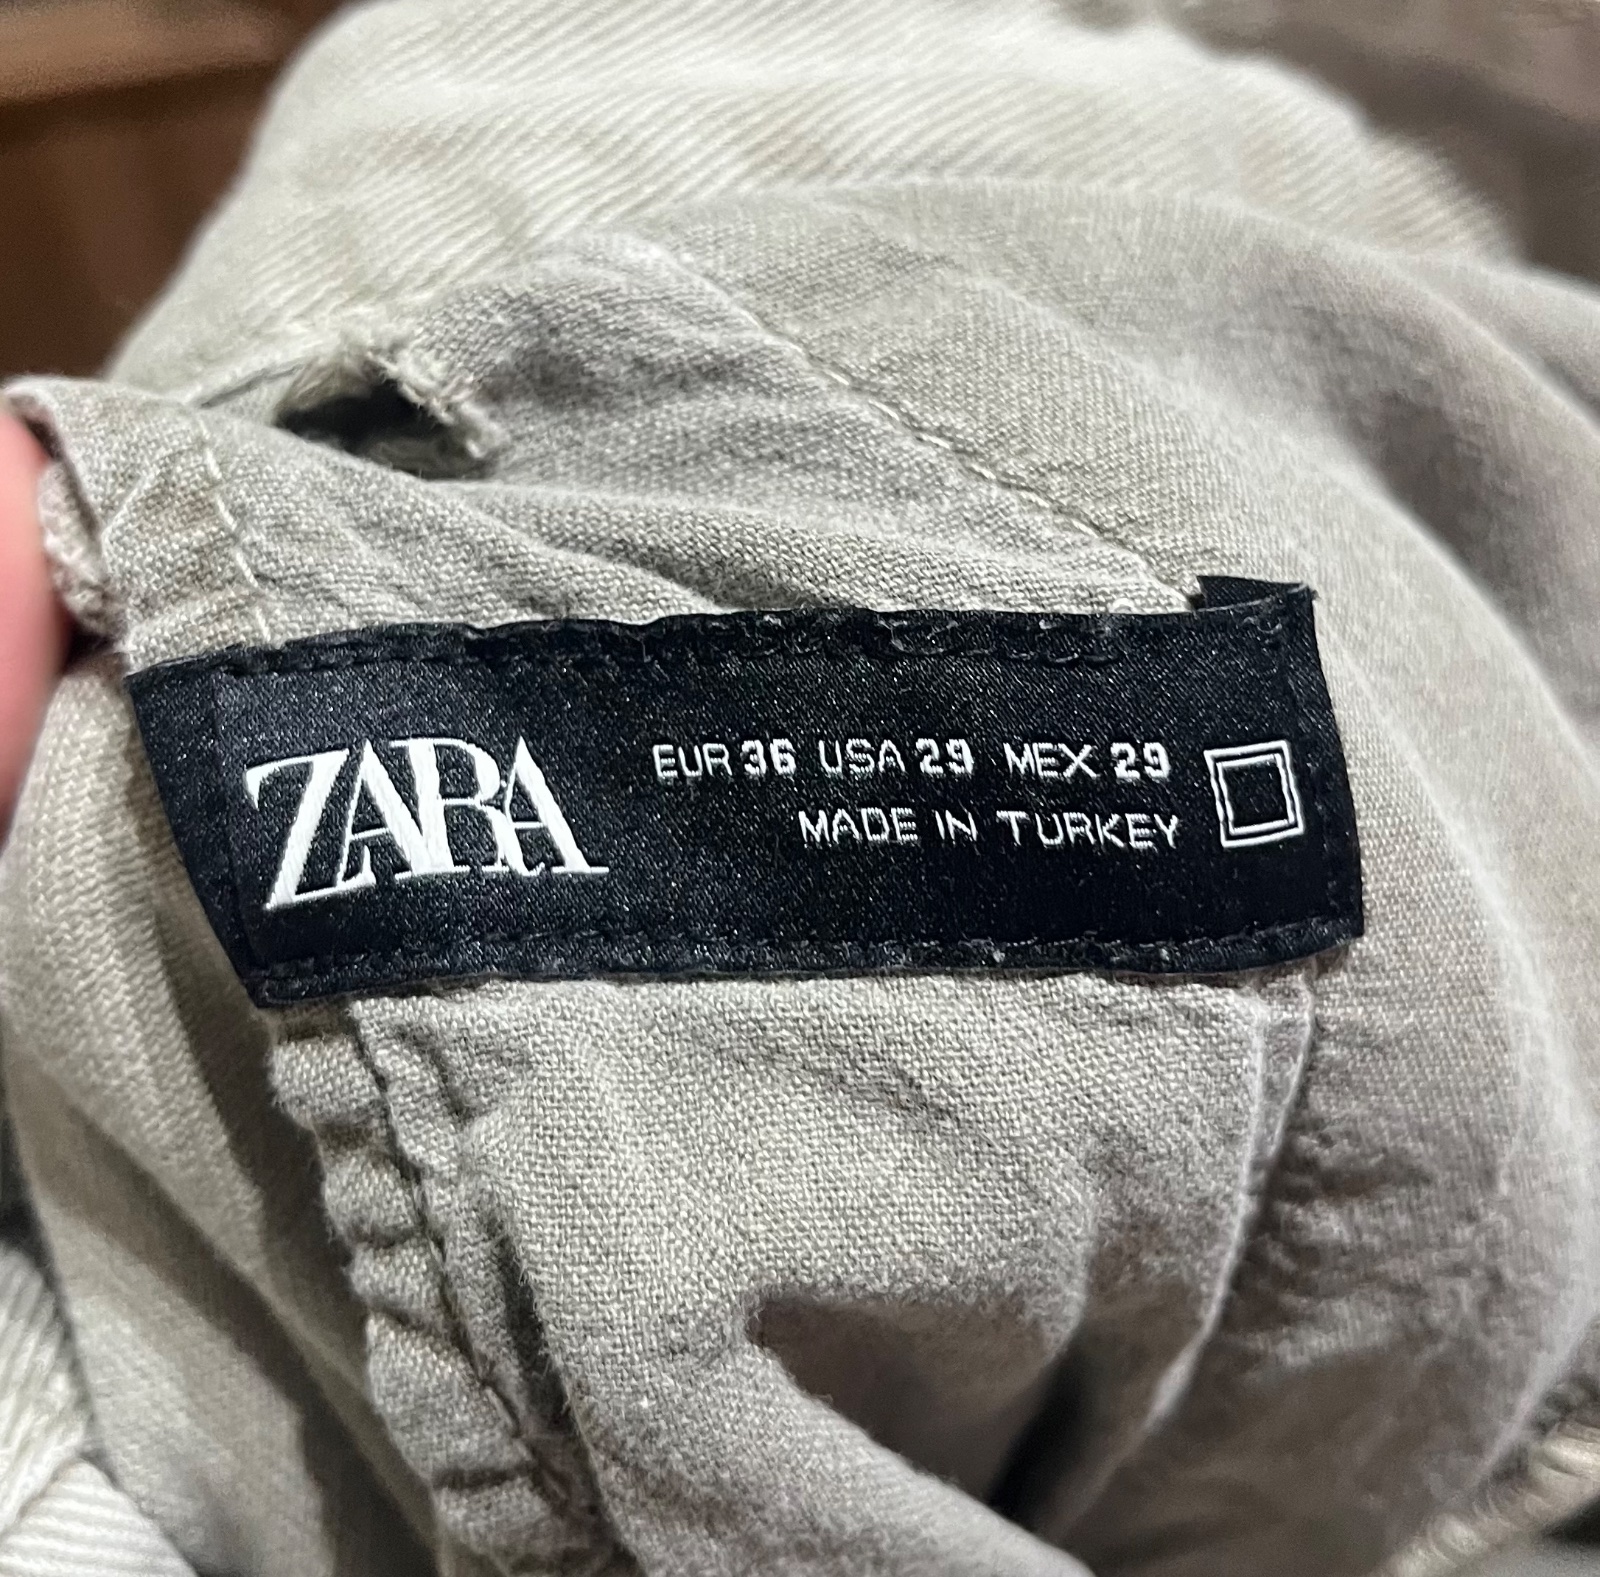 ZARA
EUR 36 USA 29 MEX 29
MADE IN TURKEY